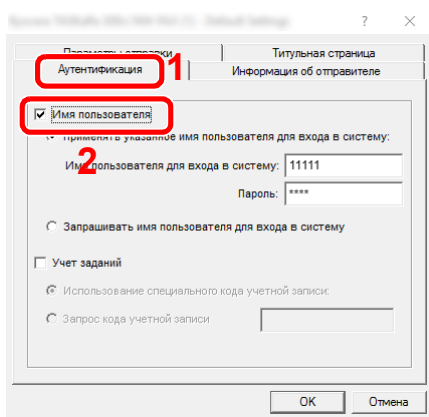 Default Settings
Параметры отправки
Титульная страница
Аутентификация
1
Информация об отправителе
Имя пользователя
Применять указанное имя пользователя для входа в систему:
2
Имя пользователя для входа в систему: 11111
Пароль: ****
Запрашивать имя пользователя для входа в систему
Учет заданий
Использование специального кода учетной записи:
Запрос кода учетной записи
OK
Отмена